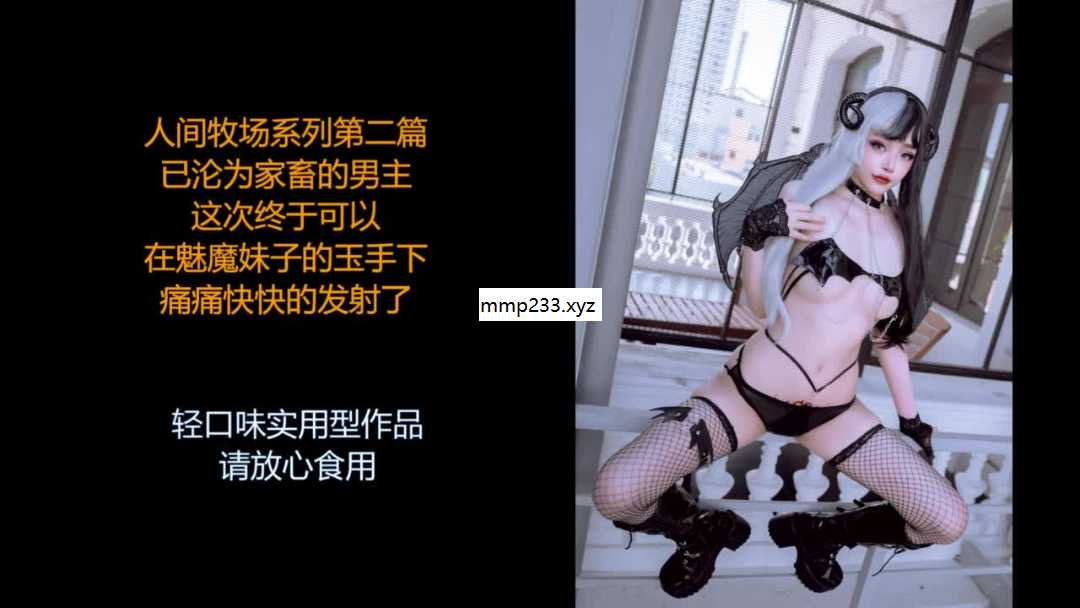 人间牧场系列第二篇
已沦为家畜的男主
这次终于可以
在魅魔妹子的玉手下
痛痛快快的发射了
mmp233.xyz
轻口味实用型作品
请放心食用